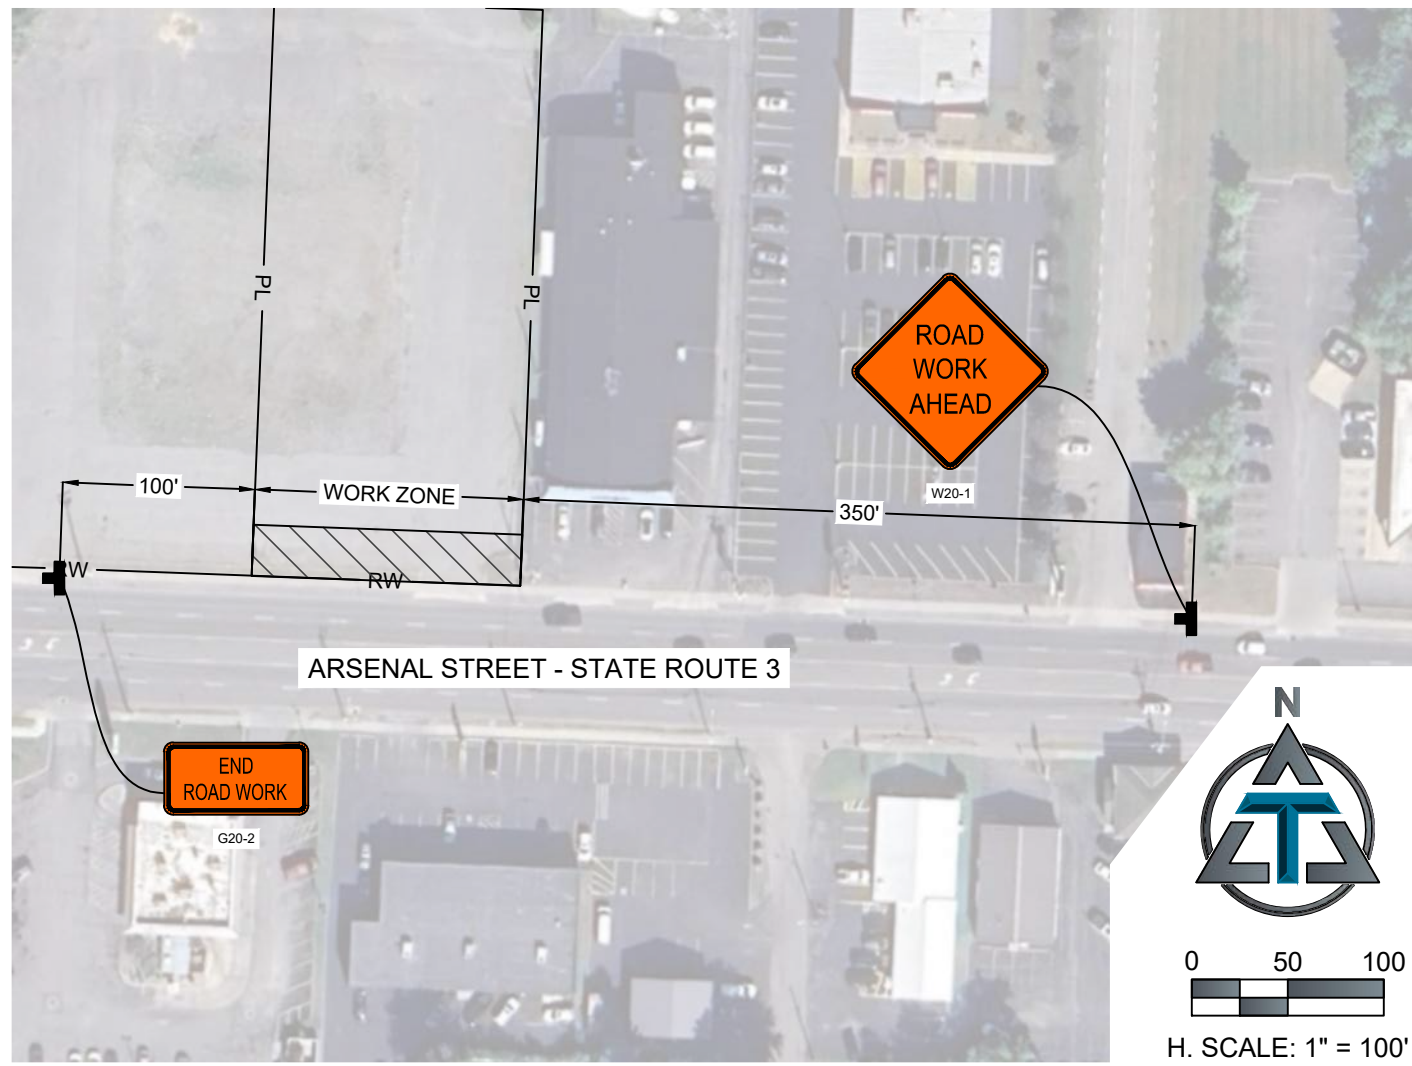 PL
PL
ROAD
WORK
AHEAD
W20-1
100'
WORK ZONE
350'
RW
RW
ARSENAL STREET - STATE ROUTE 3
END
ROAD WORK
G20-2
N
T
0 50 100
H. SCALE: 1" = 100'